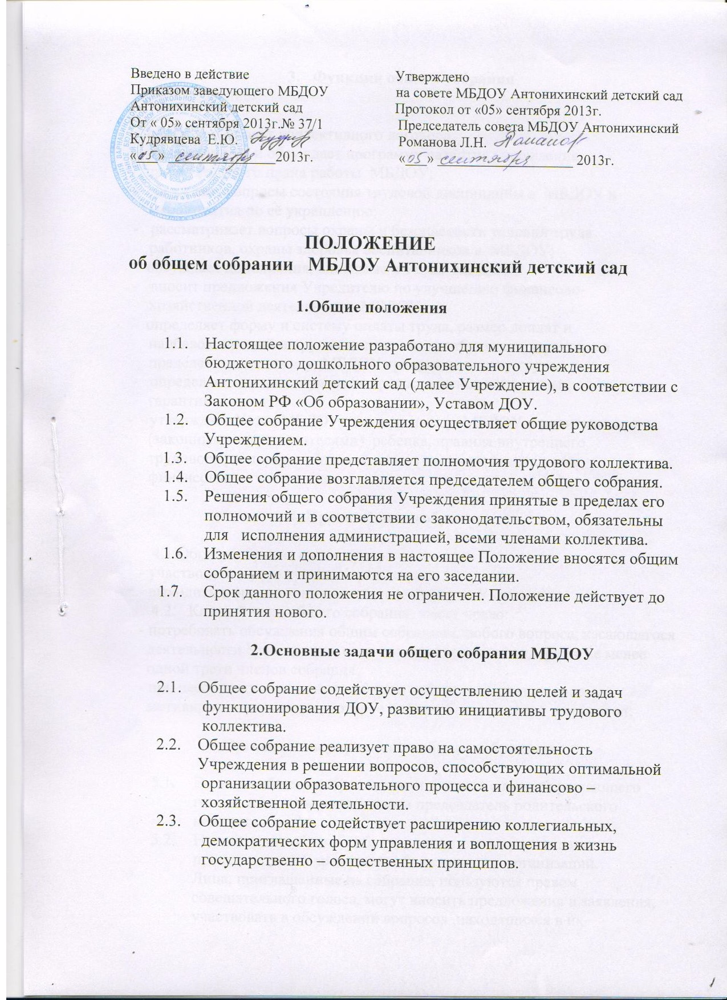 Введено в действие
Приказом заведующего МБДОУ
Антонихинский детский сад
От « 05» сентября 2013г.№ 37/1
Кудрявцева Е.Ю.
«05» сентября 2013г.
Утверждено
на совете МБДОУ Антонихинский детский сад
Протокол от «05» сентября 2013г.
Председатель совета МБДОУ Антонихинский
Романова Л.Н. Романов
«05» сентября 2013г.
ПОЛОЖЕНИЕ
об общем собрании МБДОУ Антонихинский детский сад
1.Общие положения
1.1. Настоящее положение разработано для муниципального
бюджетного дошкольного образовательного учреждения
Антонихинский детский сад (далее Учреждение), в соответствии с
Законом РФ «Об образовании», Уставом ДОУ.
1.2. Общее собрание Учреждения осуществляет общие руководства
Учреждением.
1.3. Общее собрание представляет полномочия трудового коллектива.
1.4. Общее собрание возглавляется председателем общего собрания.
1.5. Решения общего собрания Учреждения принятые в пределах его
полномочий и в соответствии с законодательством, обязательны
для исполнения администрацией, всеми членами коллектива.
1.6. Изменения и дополнения в настоящее Положение вносятся общим
собранием и принимаются на его заседании.
1.7. Срок данного положения не ограничен. Положение действует до
принятия нового.
2.Основные задачи общего собрания МБДОУ
2.1. Общее собрание содействует осуществлению целей и задач
функционирования ДОУ, развитию инициативы трудового
коллектива.
2.2. Общее собрание реализует право на самостоятельность
Учреждения в решении вопросов, способствующих оптимальной
организации образовательного процесса и финансово –
хозяйственной деятельности.
2.3. Общее собрание содействует расширению коллегиальных,
демократических форм управления и воплощения в жизнь
государственно – общественных принципов.
1